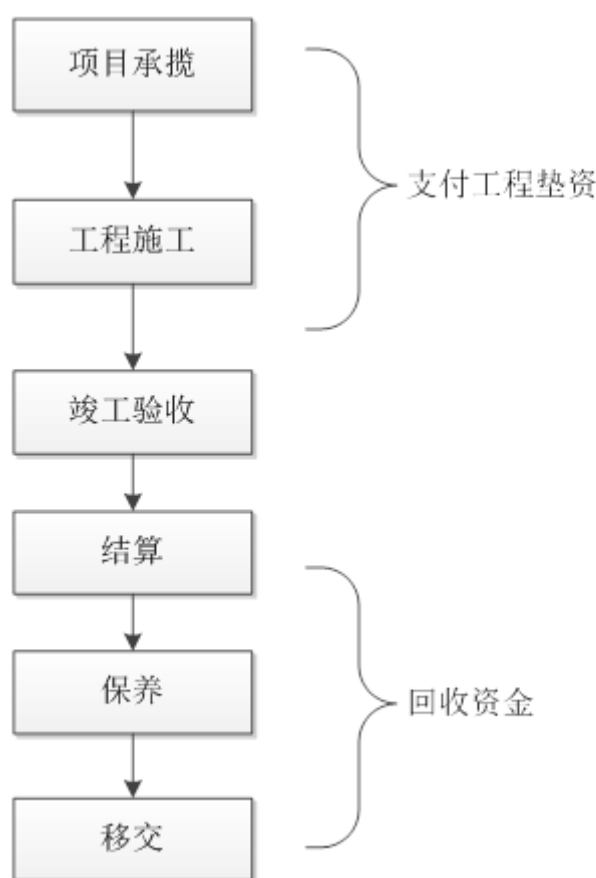 项目承揽
支付工程垫资
工程施工
竣工验收
结算
保养
回收资金
移交